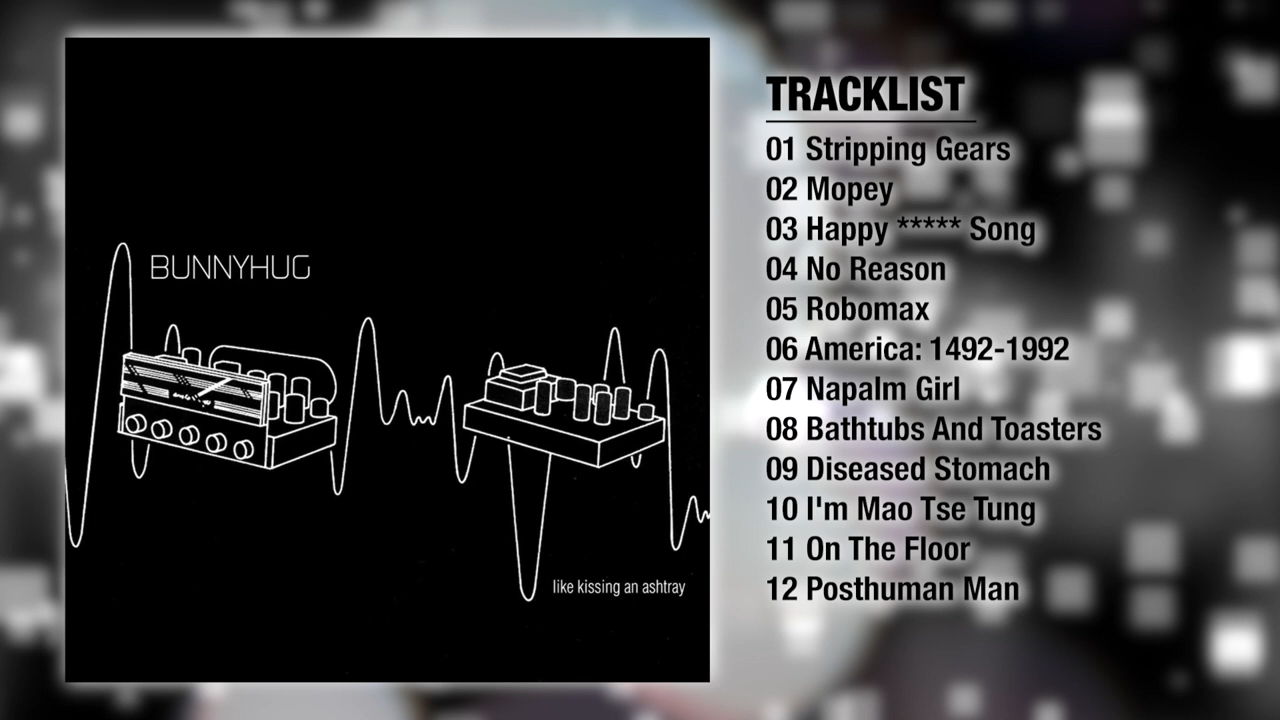 BUNNYHUG
like kissing an ashtray
TRACKLIST
01 Stripping Gears
02 Mopey
03 Happy ***** Song
04 No Reason
05 Robomax
06 America: 1492-1992
07 Napalm Girl
08 Bathtubs And Toasters
09 Diseased Stomach
10 I'm Mao Tse Tung
11 On The Floor
12 Posthuman Man